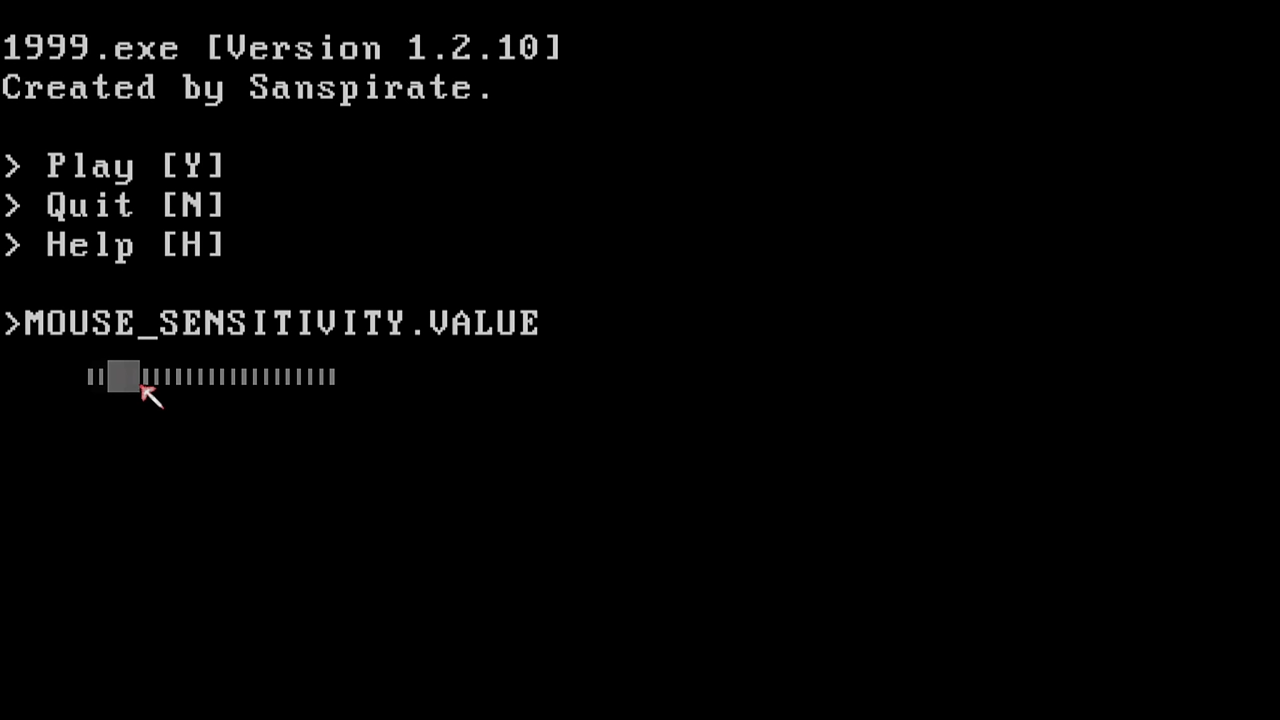 1999.exe [Version 1.2.10]
Created by Sanspirate.
> Play [Y]
> Quit [N]
> Help [H]
>MOUSE_SENSITIVITY.VALUE